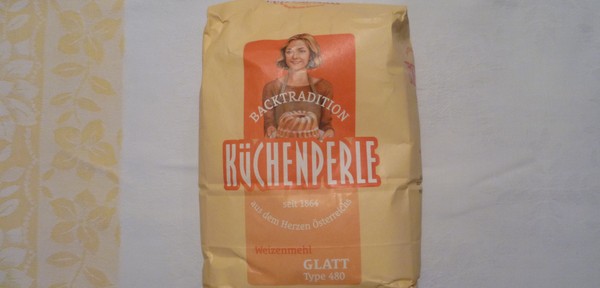 BACKTRADITION
KÜCHENPERLE
seit 1864
aus dem Herzen Österreichs
Weizenmehl
GLATT
Type 480